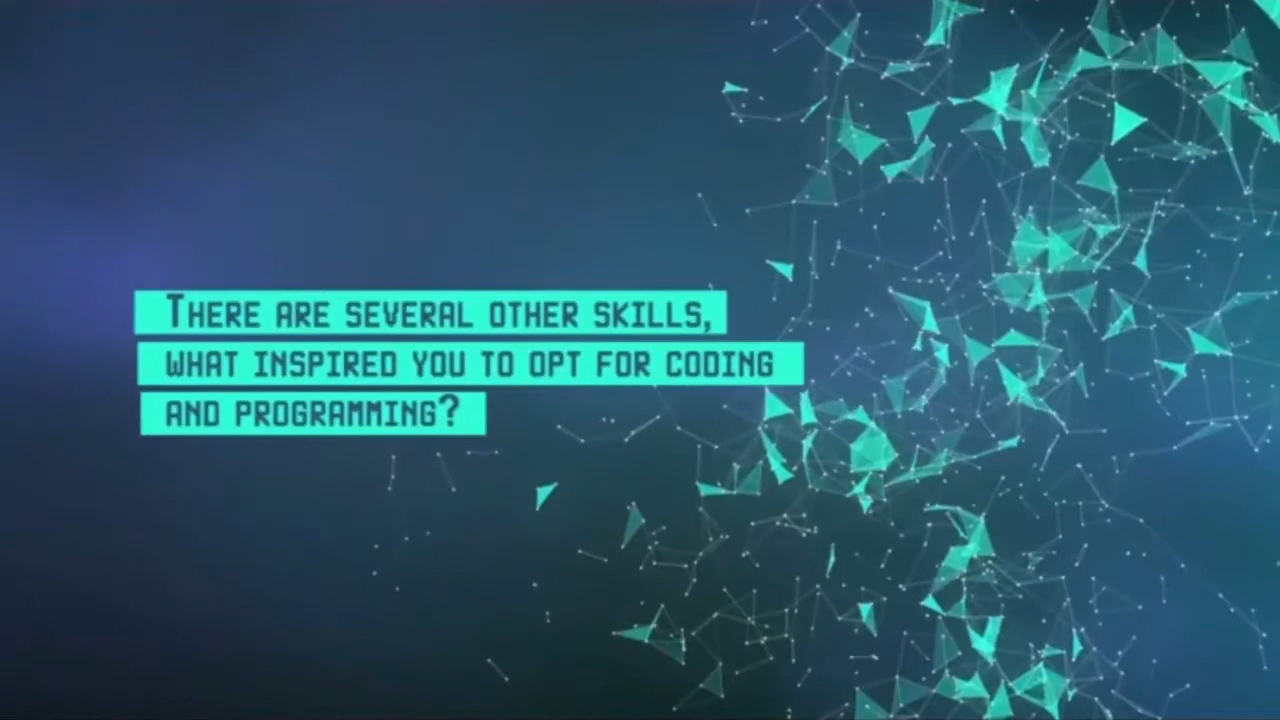 There are several other skills,
what inspired you to opt for coding
and programming?